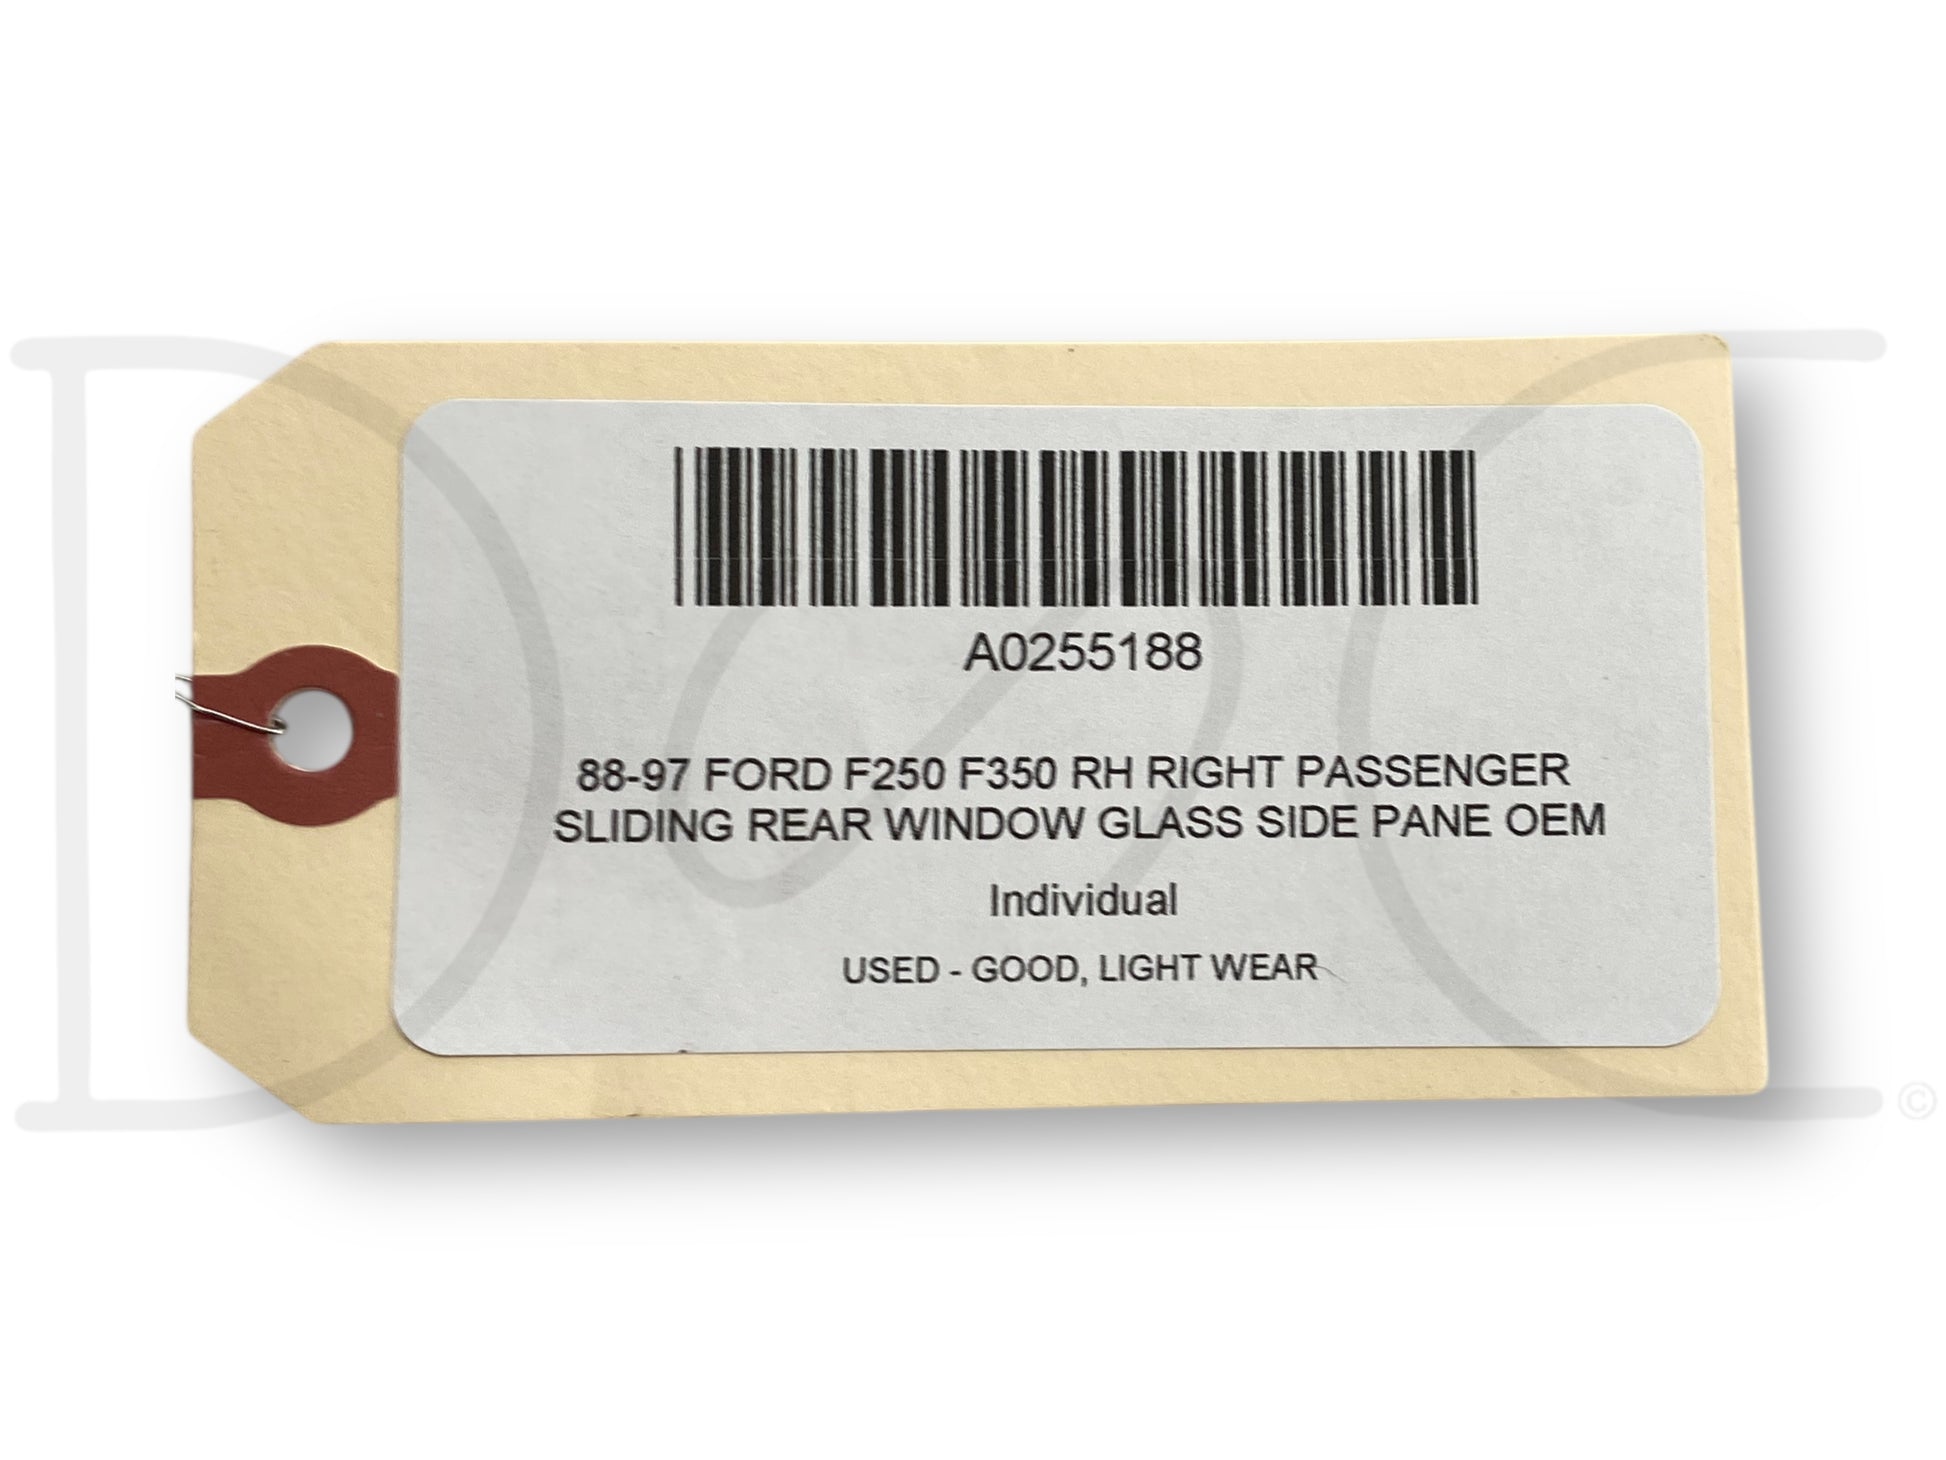 A0255188
88-97 FORD F250 F350 RH RIGHT PASSENGER
SLIDING REAR WINDOW GLASS SIDE PANE OEM
Individual
USED - GOOD, LIGHT WEAR
©